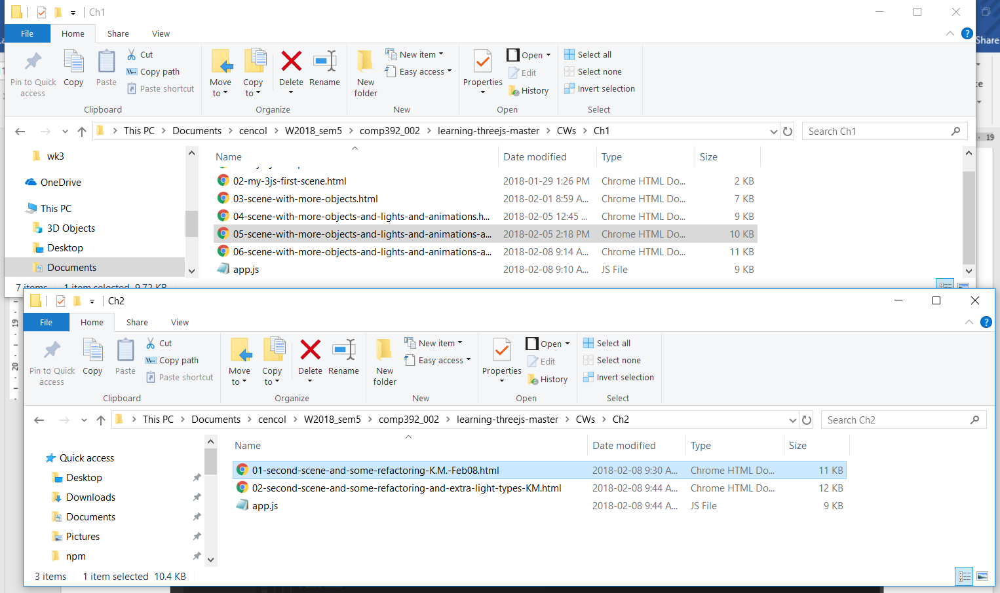 Ch1
File Home Share View
Share
Pin to Quick access
Copy
Paste
Cut
Copy path
Paste shortcut
Move to
Copy to
Delete
Rename
New folder
New item
Easy access
Properties
Open
Edit
History
Select all
Select none
Invert selection
Clipboard Organize New Open Select
This PC Documents cencol W2018_sem5 comp392_002 learning-threejs-master CWs Ch1
Search Ch1
19
wk3
OneDrive
This PC
3D Objects
Desktop
Documents
Name Date modified Type Size
02-my-3js-first-scene.html 2018-01-29 1:26 PM Chrome HTML Do... 2 KB
03-scene-with-more-objects.html 2018-02-01 8:59 A... Chrome HTML Do... 7 KB
04-scene-with-more-objects-and-lights-and-animations.h... 2018-02-05 12:45 ... Chrome HTML Do... 9 KB
05-scene-with-more-objects-and-lights-and-animations-a... 2018-02-05 2:18 PM Chrome HTML Do... 10 KB
06-scene-with-more-objects-and-lights-and-animations-a... 2018-02-08 9:14 A... Chrome HTML Do... 11 KB
app.js 2018-02-08 9:10 A... JS File 9 KB
7 items 1 item selected 9.72 KB
Ch2
File Home Share View
19
20
Pin to Quick access
Copy
Paste
Cut
Copy path
Paste shortcut
Move to
Copy to
Delete
Rename
New folder
New item
Easy access
Properties
Open
Edit
History
Select all
Select none
Invert selection
Clipboard Organize New Open Select
This PC Documents cencol W2018_sem5 comp392_002 learning-threejs-master CWs Ch2
Search Ch2
Quick access
Desktop
Downloads
Documents
Pictures
npm
Name Date modified Type Size
01-second-scene-and-some-refactoring-K.M.-Feb08.html 2018-02-08 9:30 A... Chrome HTML Do... 11 KB
02-second-scene-and-some-refactoring-and-extra-light-types-KM.html 2018-02-08 9:44 A... Chrome HTML Do... 12 KB
app.js 2018-02-08 9:44 A... JS File 9 KB
3 items 1 item selected 10.4 KB